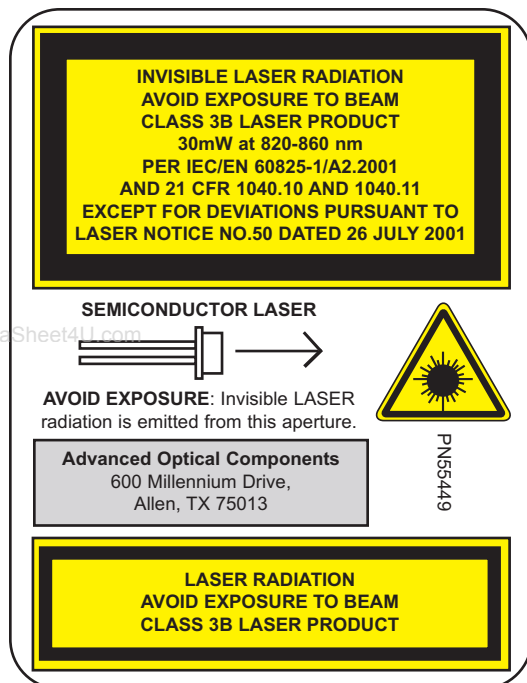 INVISIBLE LASER RADIATION
AVOID EXPOSURE TO BEAM
CLASS 3B LASER PRODUCT
30mW at 820-860 nm
PER IEC/EN 60825-1/A2.2001
AND 21 CFR 1040.10 AND 1040.11
EXCEPT FOR DEVIATIONS PURSUANT TO
LASER NOTICE NO.50 DATED 26 JULY 2001
SEMICONDUCTOR LASER
aSheet4U.com
AVOID EXPOSURE: Invisible LASER
radiation is emitted from this aperture.
PN55449
Advanced Optical Components
600 Millennium Drive,
Allen, TX 75013
LASER RADIATION
AVOID EXPOSURE TO BEAM
CLASS 3B LASER PRODUCT